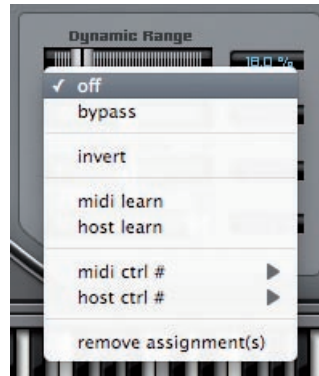 Dynamic Range
18.0 %
✓ off
bypass
invert
midi learn
host learn
midi ctrl #
host ctrl #
remove assignment(s)